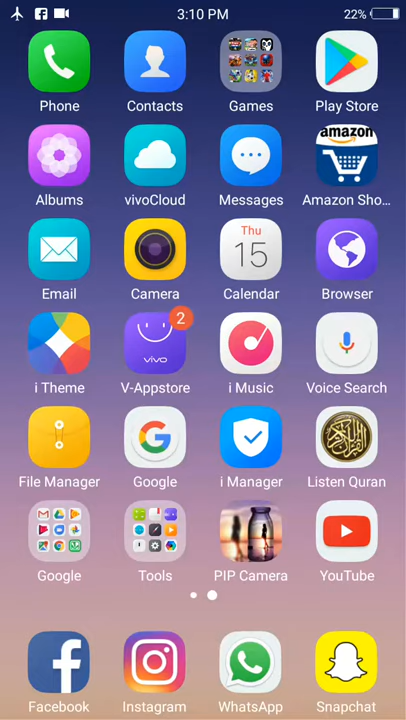 3:10 PM 22%
Phone Contacts Games Play Store
amazon
Albums vivoCloud Messages Amazon Sho...
Thu
15
Email Camera Calendar Browser
2
vivo
i Theme V-Appstore i Music Voice Search
File Manager Google i Manager Listen Quran
Google Tools PIP Camera YouTube
Facebook Instagram WhatsApp Snapchat